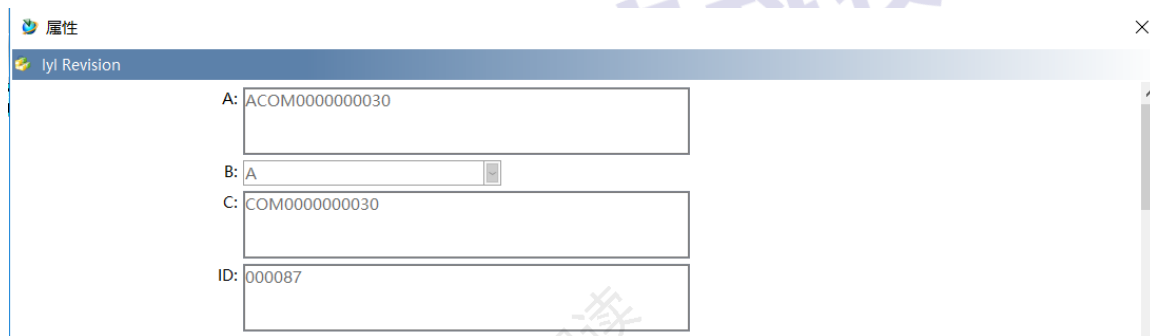 属性
lyl Revision
A: ACOM0000000030
B: A
C: COM0000000030
ID: 000087